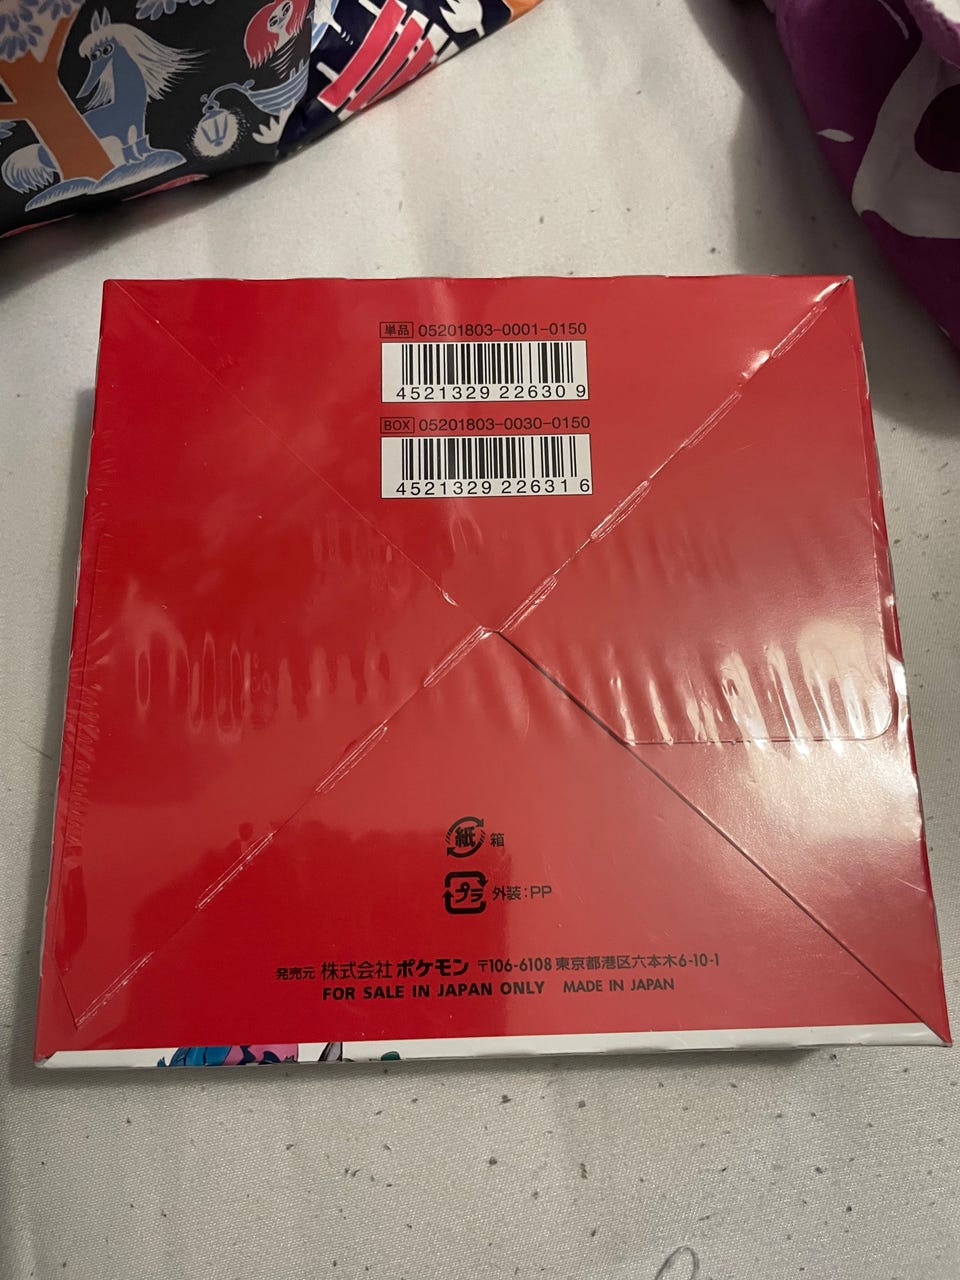 単品 05201803-0001-0150
4521329 22630 9
BOX 05201803-0030-0150
4521329 22631 6
紙 箱
プラ 外装:PP
発売元 株式会社 ポケモン 〒106-6108 東京都港区六本木6-10-1
FOR SALE IN JAPAN ONLY MADE IN JAPAN